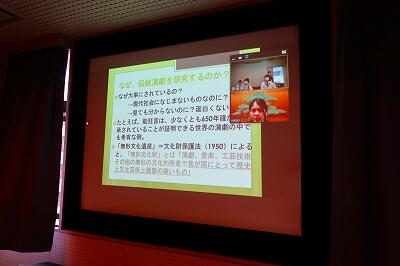 なぜ、伝統演劇を研究するのか?
なぜ大事にされているの?
→現代社会になじまないものなのに?
→見ても分からないのに?面白くない
たとえば、能狂言は、少なくとも650年確か
承されていることが証明できる世界の演劇の中で
も希有な例。
「無形文化遺産」=文化財保護法(1950)による
と、「無形文化財」とは「演劇、音楽、工芸技術
その他の無形の文化的所産で我が国にとって歴史
上又は芸術上価値の高いもの」